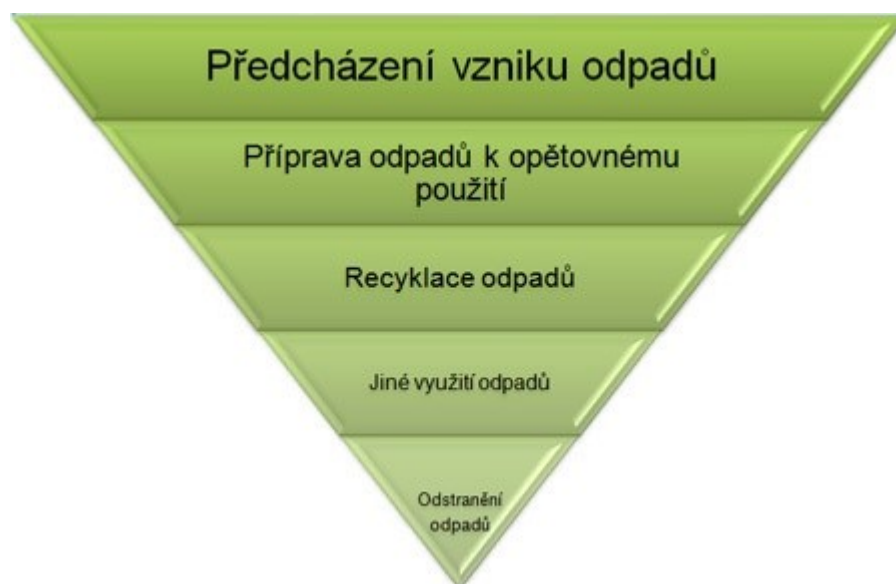 Předcházení vzniku odpadů
Příprava odpadů k opětovnému
použití
Recyklace odpadů
Jiné využití odpadů
Odstranění
odpadů